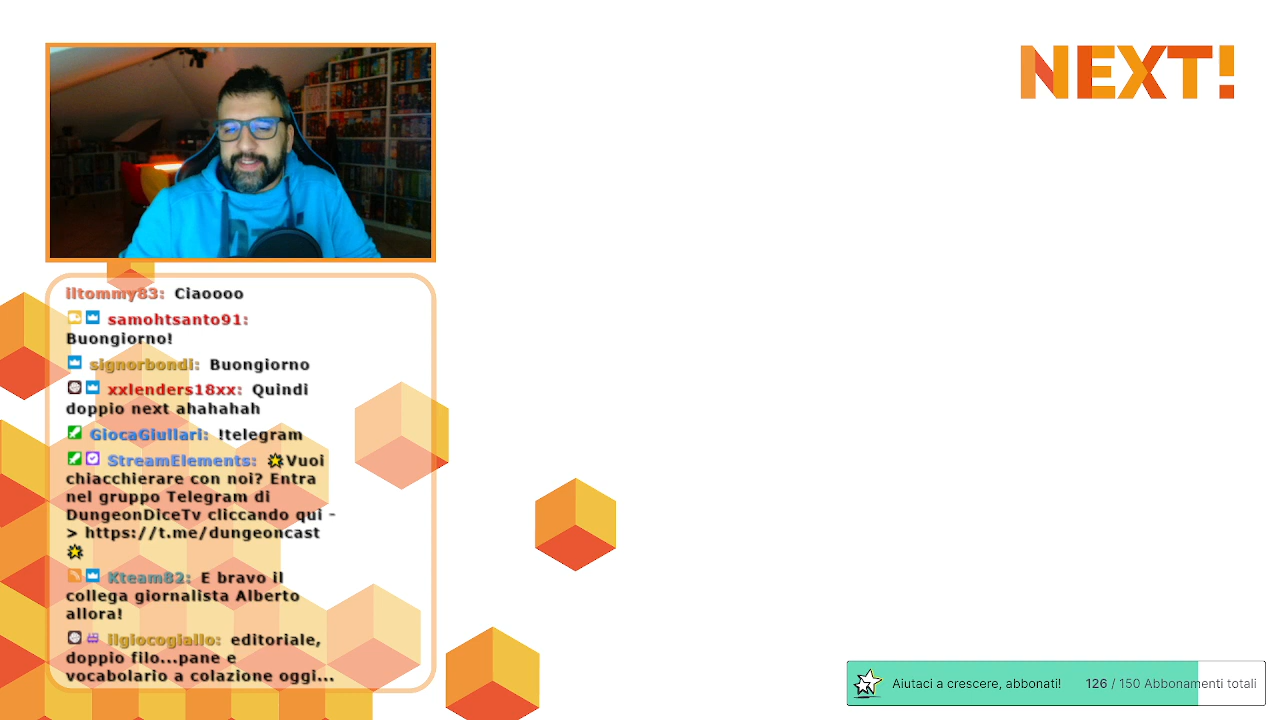 NEXT!
iltommy83: Ciaoooo
samohtsanto91:
Buongiorno!
signorbondi: Buongiorno
xxlenders18xx: Quindi
doppio next ahahahah
GiocaGiullari: !telegram
StreamElements: Vuoi
chiacchierare con noi? Entra
nel gruppo Telegram di
DungeonDiceTv cliccando qui -
> https://t.me/dungeoncast
Kteam82: E bravo il
collega giornalista Alberto
allora!
ilgiocogiallo: editoriale,
doppio filo...pane e
vocabolario a colazione oggi...
Aiutaci a crescere, abbonati! 126 / 150 Abbonamenti totali